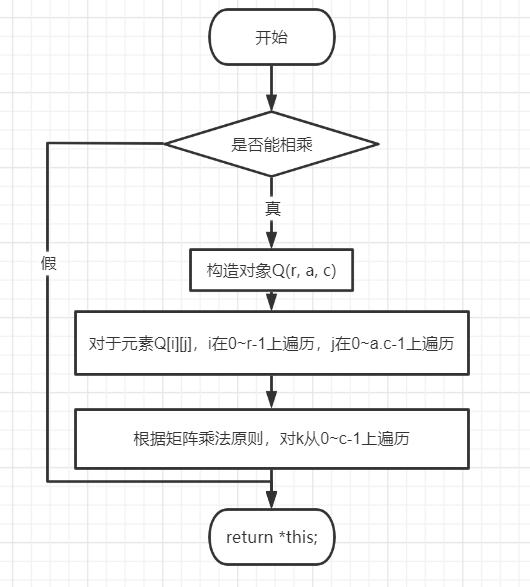 开始
是否能相乘
真
假
构造对象Q(r, a, c)
对于元素Q[i][j]，i在0~r-1上遍历，j在0~a.c-1上遍历
根据矩阵乘法原则，对k从0~c-1上遍历
return *this;